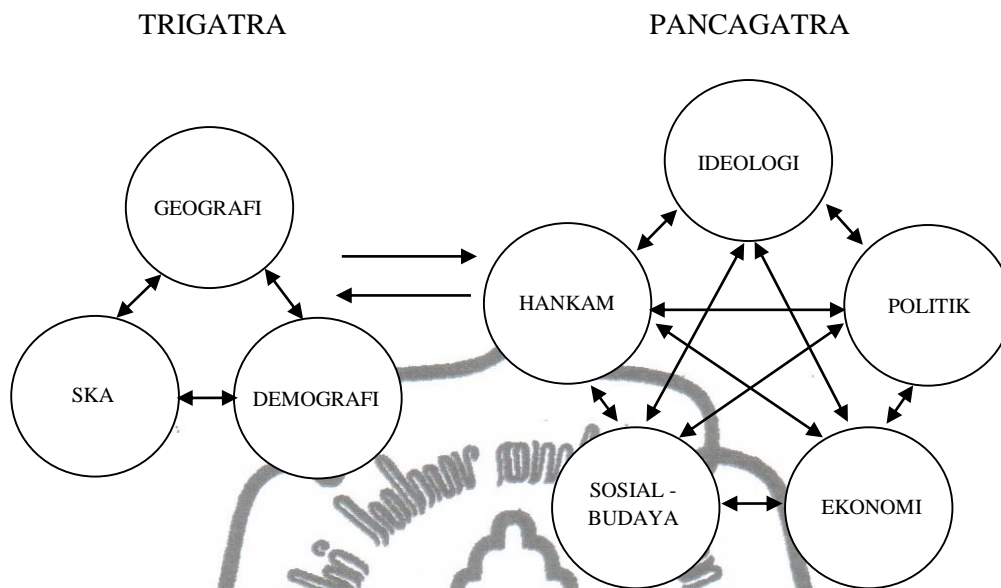 TRIGATRA
PANCAGATRA
GEOGRAFI
SKA
DEMOGRAFI
IDEOLOGI
HANKAM
POLITIK
SOSIAL -
BUDAYA
EKONOMI